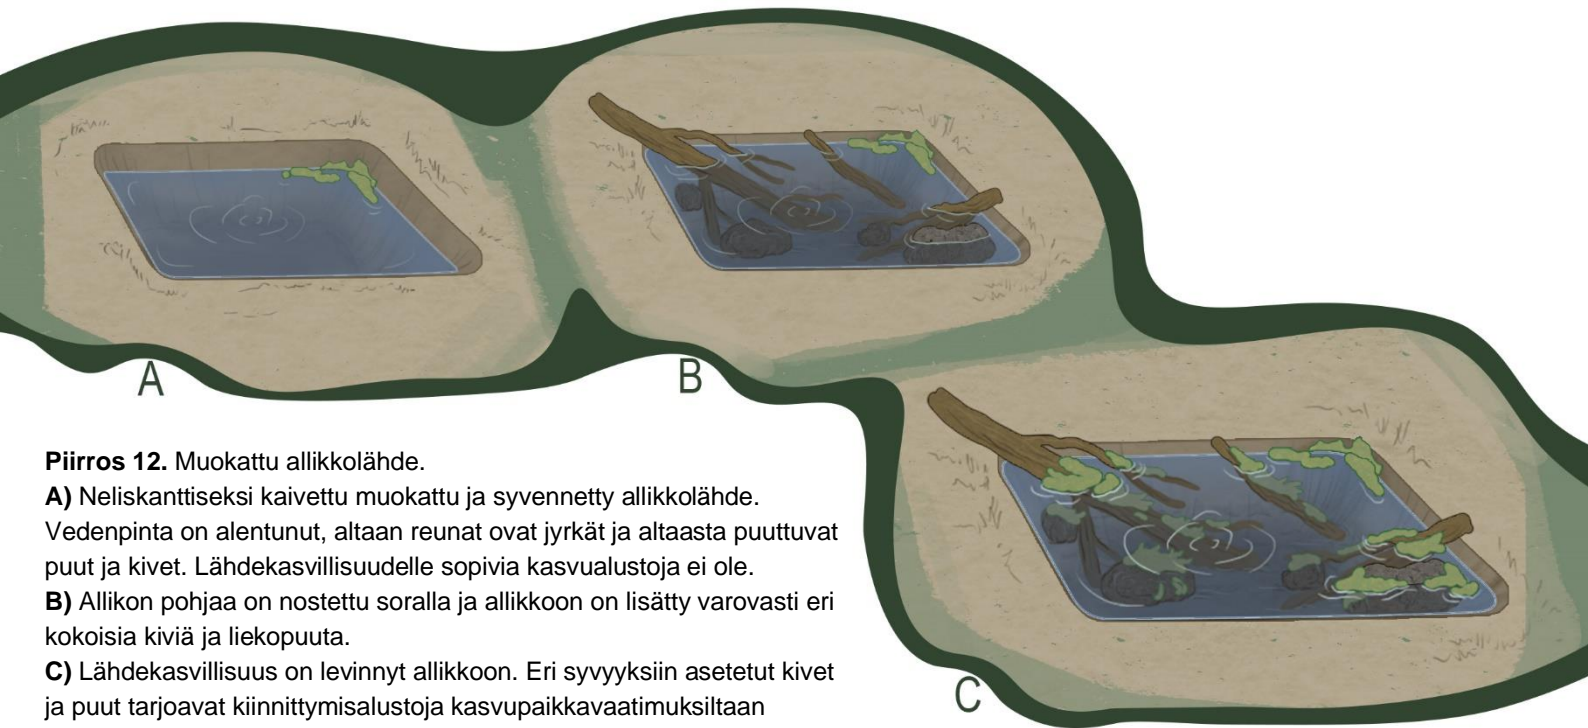 A
B
C
Piirros 12. Muokattu allikkolähde.
A) Neliskanttiseksi kaivettu muokattu ja syvennetty allikkolähde.
Vedenpinta on alentunut, altaan reunat ovat jyrkät ja altaasta puuttuvat
puut ja kivet. Lähdekasvillisuudelle sopivia kasvualustoja ei ole.
B) Allikon pohjaa on nostettu soralla ja allikkoon on lisätty varovasti eri
kokoisia kiviä ja liekopuuta.
C) Lähdekasvillisuus on levinnyt allikkoon. Eri syvyyksiin asetetut kivet
ja puut tarjoavat kiinnittymisalustoja kasvupaikkavaatimuksiltaan